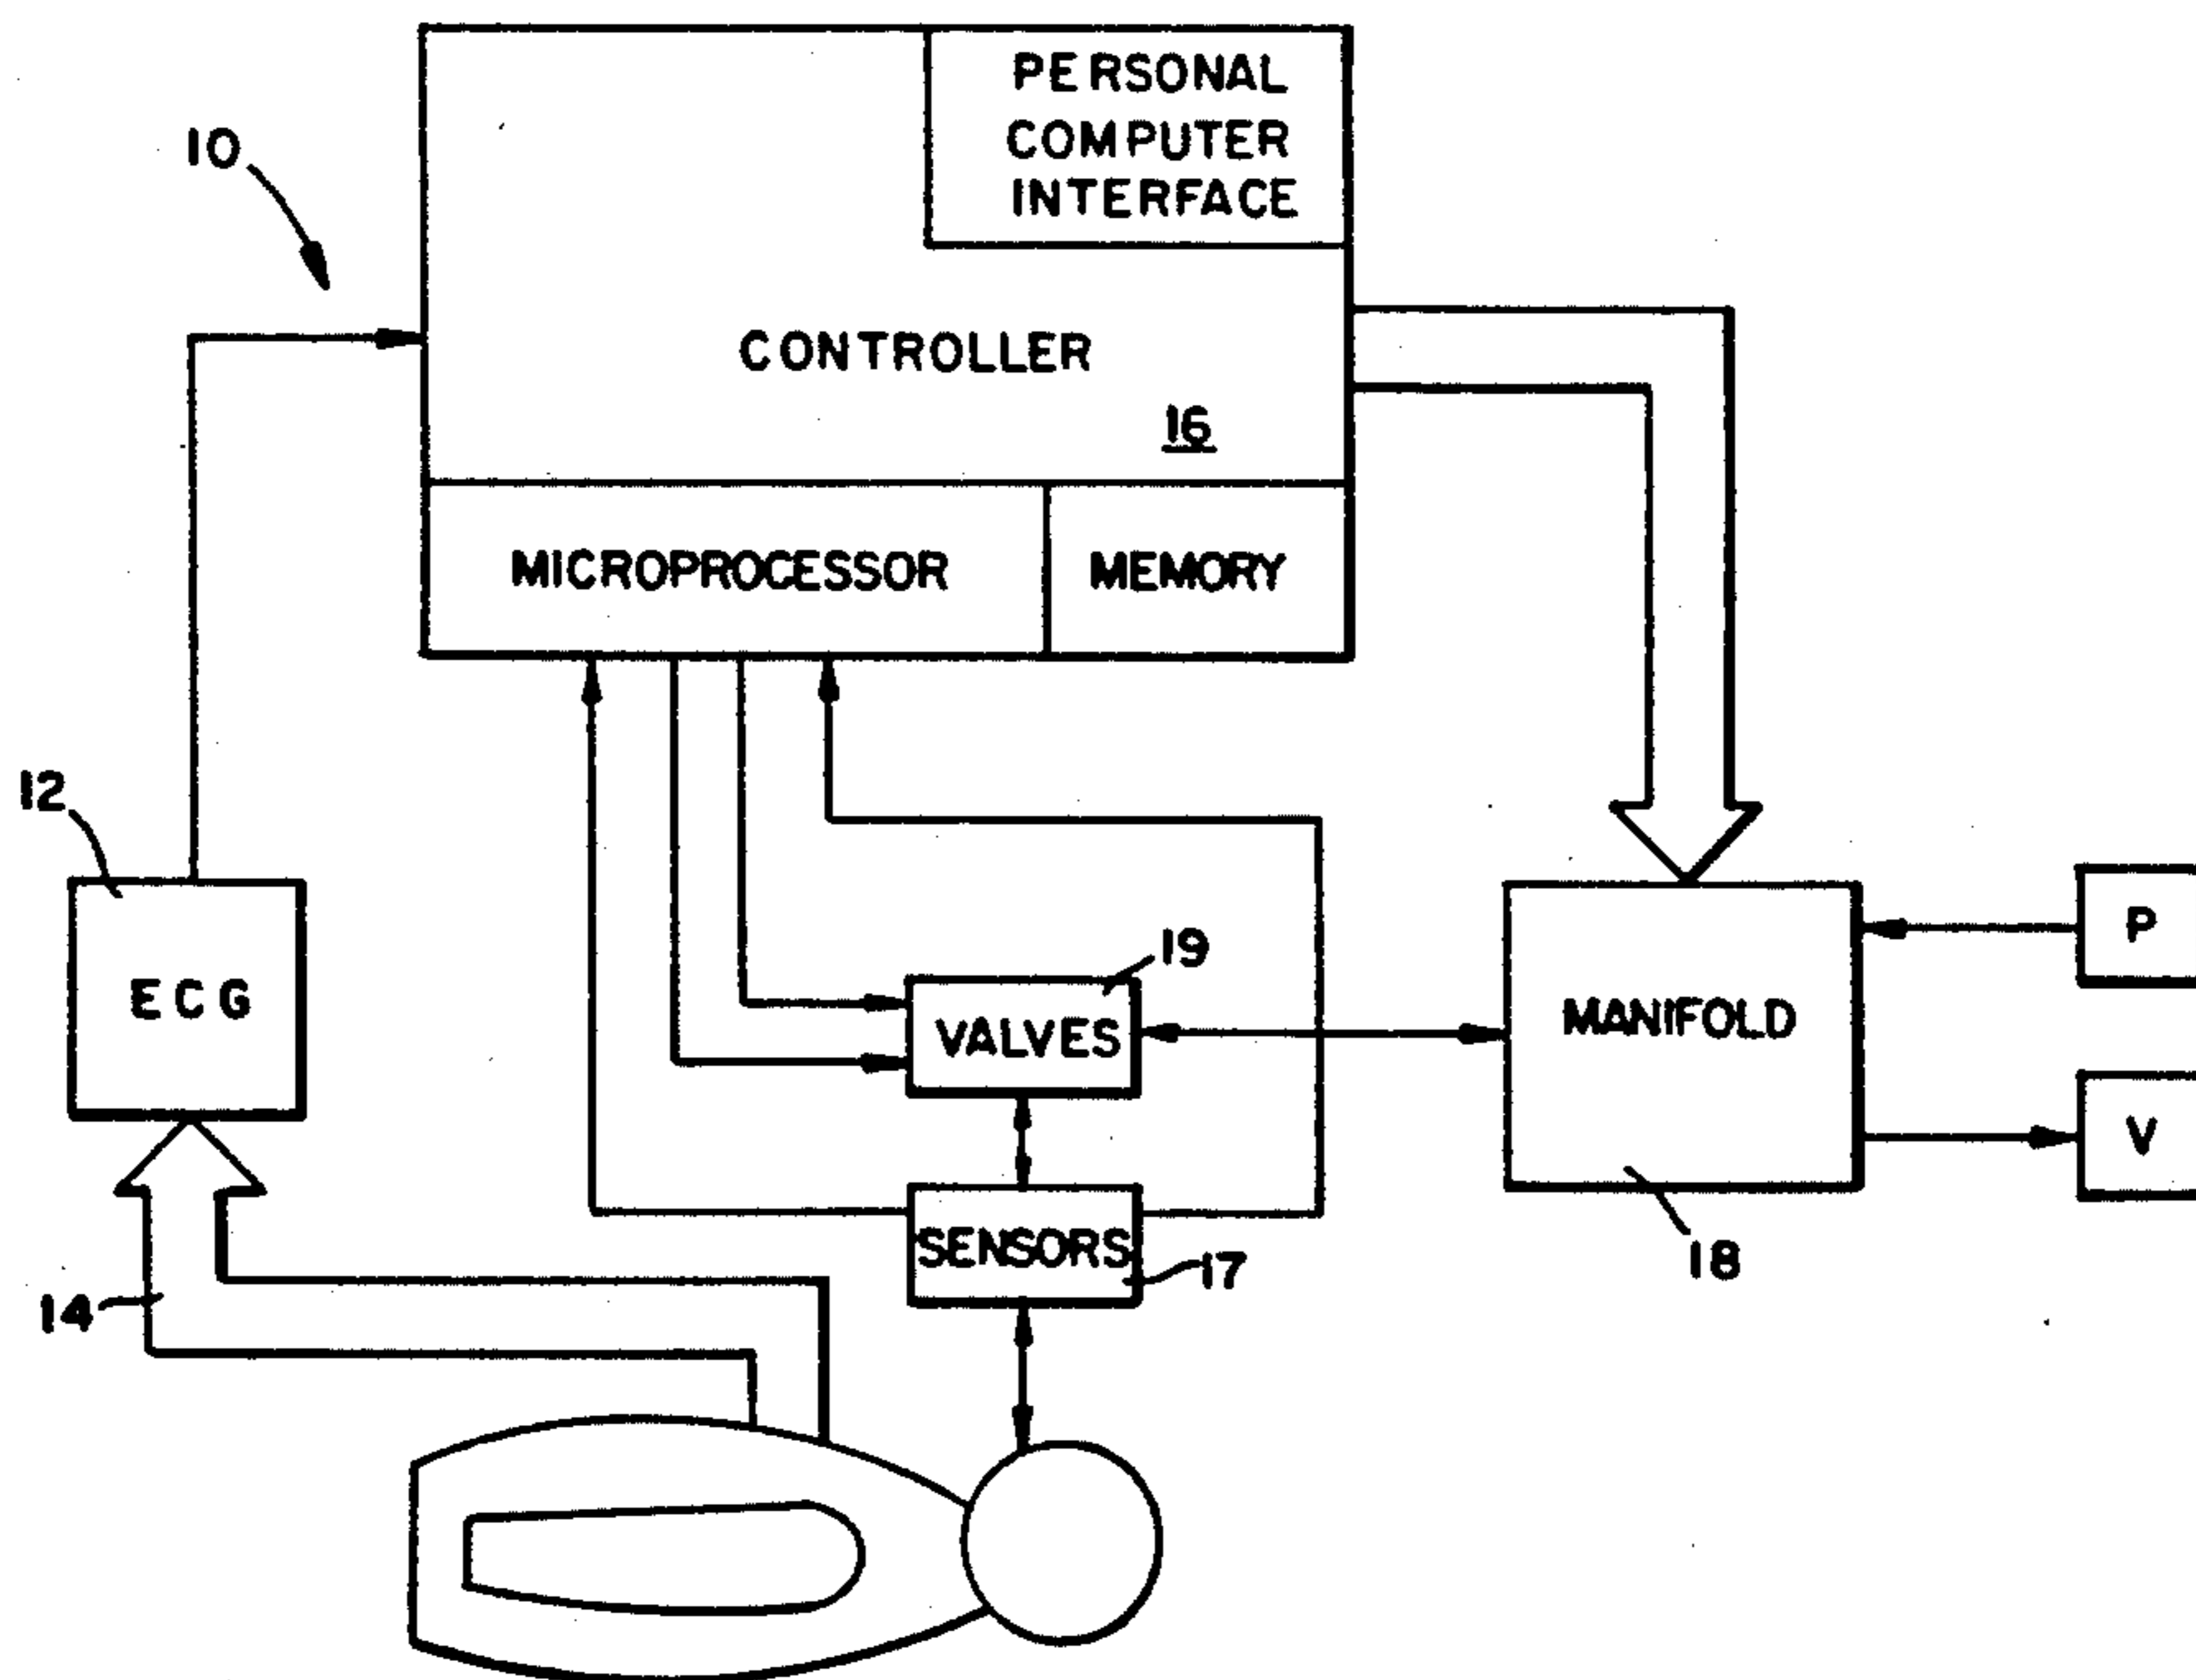 PERSONAL
COMPUTER
INTERFACE
10
CONTROLLER
16
MICROPROCESSOR
MEMORY
12
ECG
19
VALVES
MANIFOLD
P
V
SENSORS
17
18
14